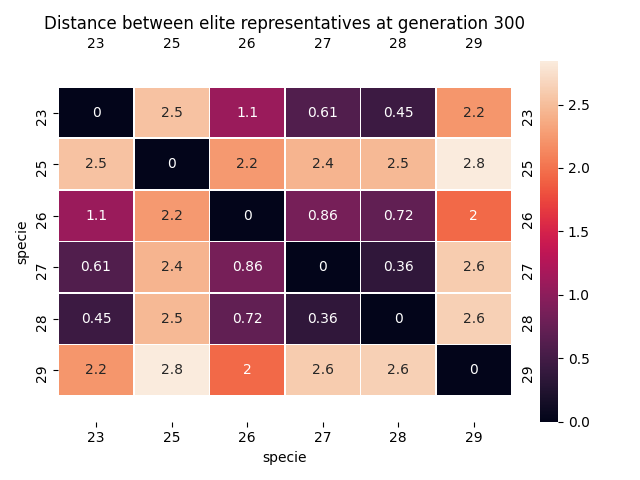 Distance between elite representatives at generation 300
23 25 26 27 28 29
23 0 2.5 1.1 0.61 0.45 2.2 23
25 2.5 0 2.2 2.4 2.5 2.8 25
26 1.1 2.2 0 0.86 0.72 2 26
27 0.61 2.4 0.86 0 0.36 2.6 27
28 0.45 2.5 0.72 0.36 0 2.6 28
29 2.2 2.8 2 2.6 2.6 0 29
23 25 26 27 28 29
specie
specie
2.5
2.0
1.5
1.0
0.5
0.0